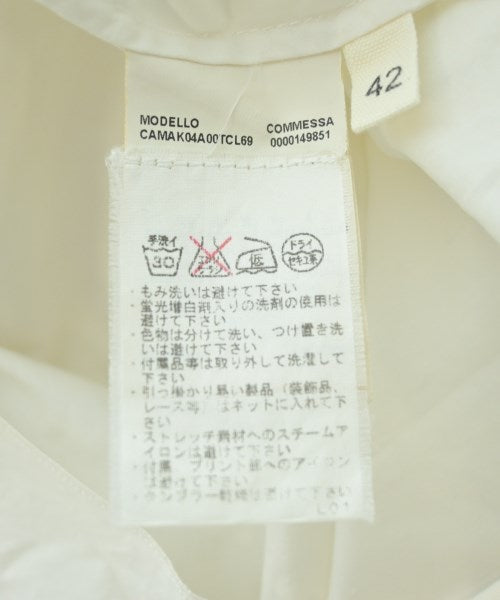 42
MODELLO COMMESSA
CAMAK04A00TCL69 0000149851
手洗イ ドライ
30 低 セキユ系
・もみ洗いは避けて下さい
・蛍光増白剤入りの洗剤の使用は
避けて下さい
・色物は分けて洗い、つけ置き洗
いは避けて下さい
・付属品等は取り外して洗濯して
下さい
・引っ掛かり易い製品（装飾品、
レース等）はネットに入れて下
さい
・ストレッチ素材へのスチームア
イロンは避けて下さい
・付属 プリント部へのアイロン
は避けて下さい
・タンブラー乾燥は避けて下さい
L01